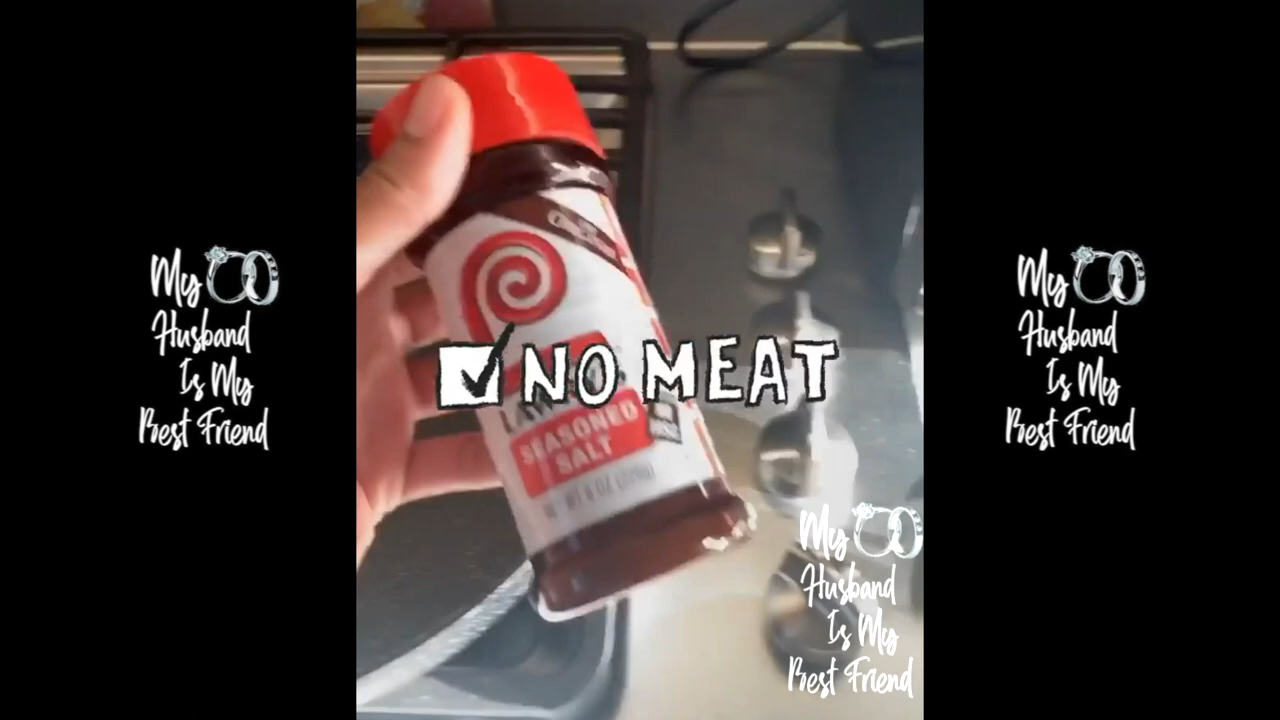 My
Husband
Is My
Best Friend
NO MEAT
LAWRY'S
SEASONED
SALT
My
Husband
Is My
Best Friend
My
Husband
Is My
Best Friend